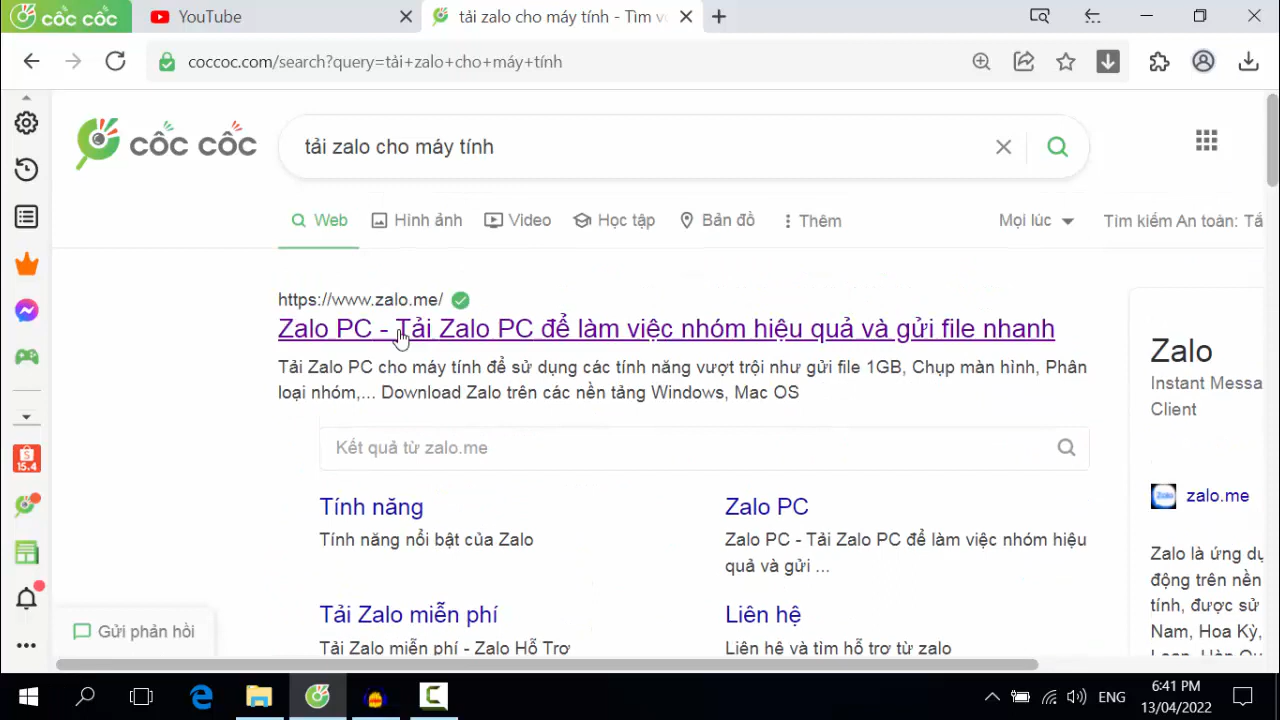 cốc cốc
YouTube
tải zalo cho máy tính - Tìm
coccoc.com/search?query=tải+zalo+cho+máy+tính
cốc cốc
tải zalo cho máy tính
Web
Hình ảnh
Video
Học tập
Bản đồ
Thêm
Mọi lúc
Tìm kiếm An toàn:
https://www.zalo.me/
Zalo PC - Tải Zalo PC để làm việc nhóm hiệu quả và gửi file nhanh
Tải Zalo PC cho máy tính để sử dụng các tính năng vượt trội như gửi file 1GB, Chụp màn hình, Phân
loại nhóm,... Download Zalo trên các nền tảng Windows, Mac OS
Kết quả từ zalo.me
Tính năng
Tính năng nổi bật của Zalo
Zalo PC
Zalo PC - Tải Zalo PC để làm việc nhóm hiệu
quả và gửi ...
Tải Zalo miễn phí
Tải Zalo miễn phí - Zalo Hỗ Trợ
Liên hệ
Liên hệ và tìm hỗ trợ từ zalo
Zalo
Instant Messa
Client
Zalo
zalo.me
Zalo là ứng dụ
động trên nền
tính, được sử
Nam, Hoa Kỳ,
S
15.4
Gửi phản hồi
ENG
6:41 PM
13/04/2022